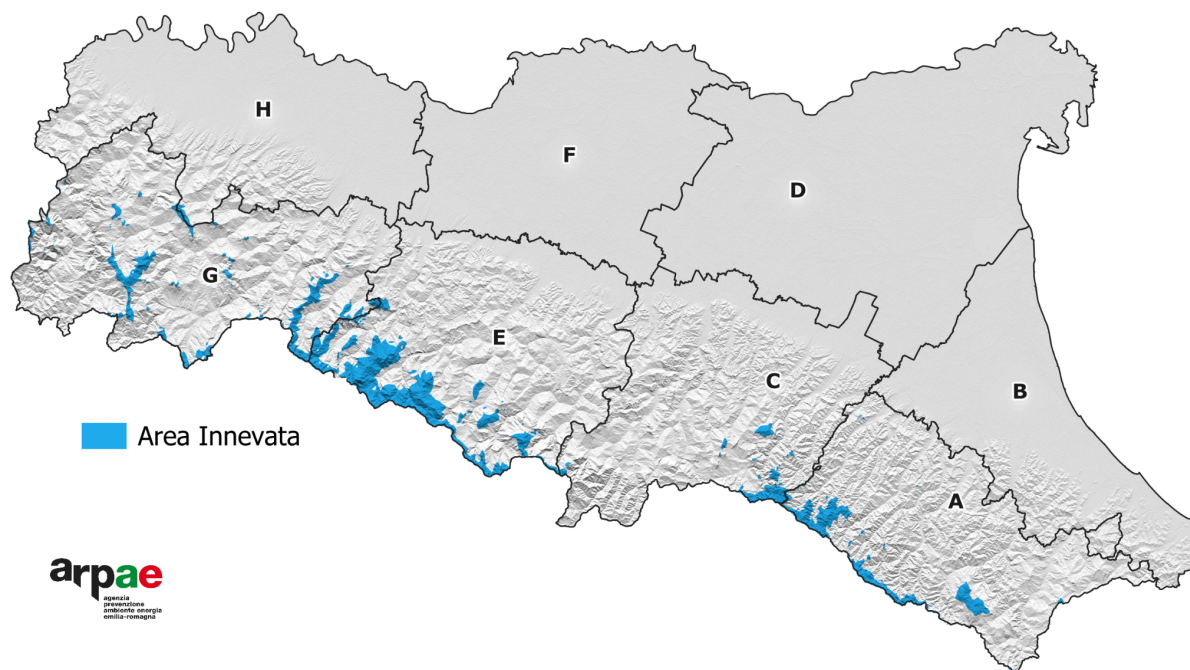 H
F
D
G
E
C
B
A
Area Innevata
arpae
agenzia
prevenzione
ambiente energia
emilia-romagna